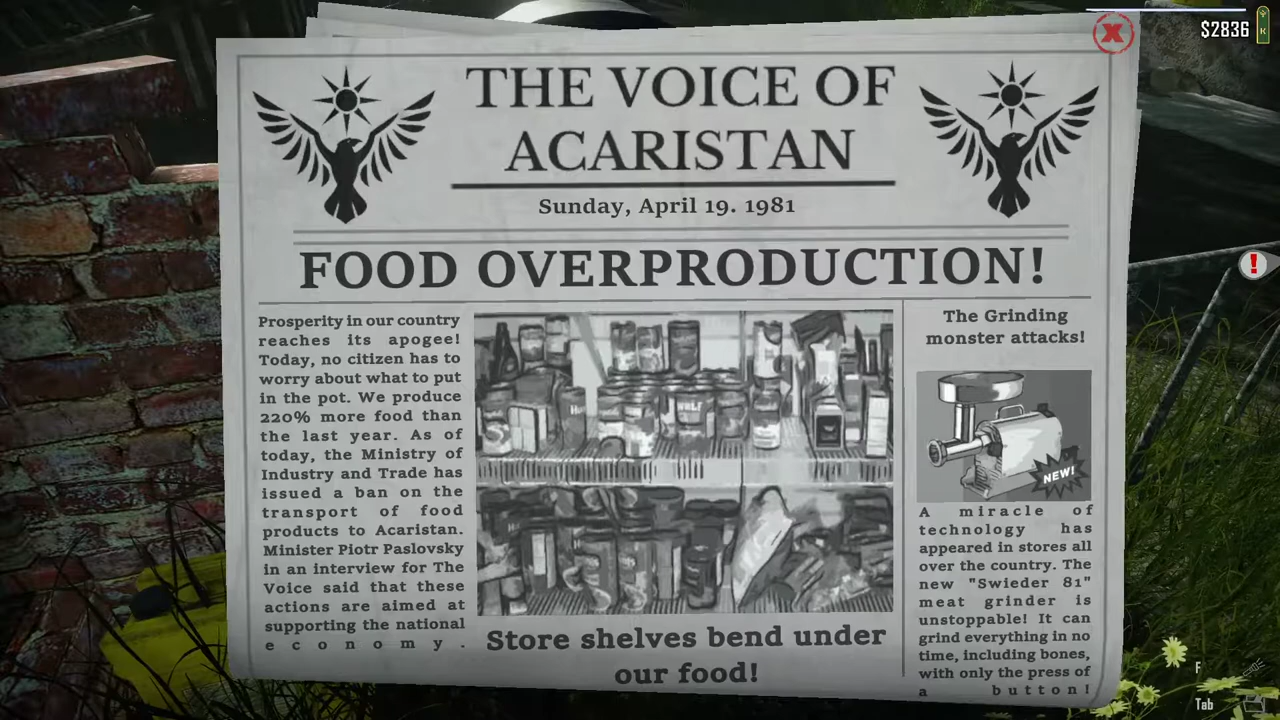 $2836
K
X
THE VOICE OF
ACARISTAN
Sunday, April 19. 1981
FOOD OVERPRODUCTION!
Prosperity in our country
reaches its apogee!
Today, no citizen has to
worry about what to put
in the pot. We produce
220% more food than
the last year. As of
today, the Ministry of
Industry and Trade has
issued a ban on the
transport of food
products to Acaristan.
Minister Piotr Paslovsky
in an interview for The
Voice said that these
actions are aimed at
supporting the national
economy.
Store shelves bend under
our food!
The Grinding
monster attacks!
NEW!
A miracle of
technology has
appeared in stores all
over the country. The
new "Swieder 81"
meat grinder is
unstoppable! It can
grind everything in no
time, including bones,
with only the press of
a button!
!
F
Tab